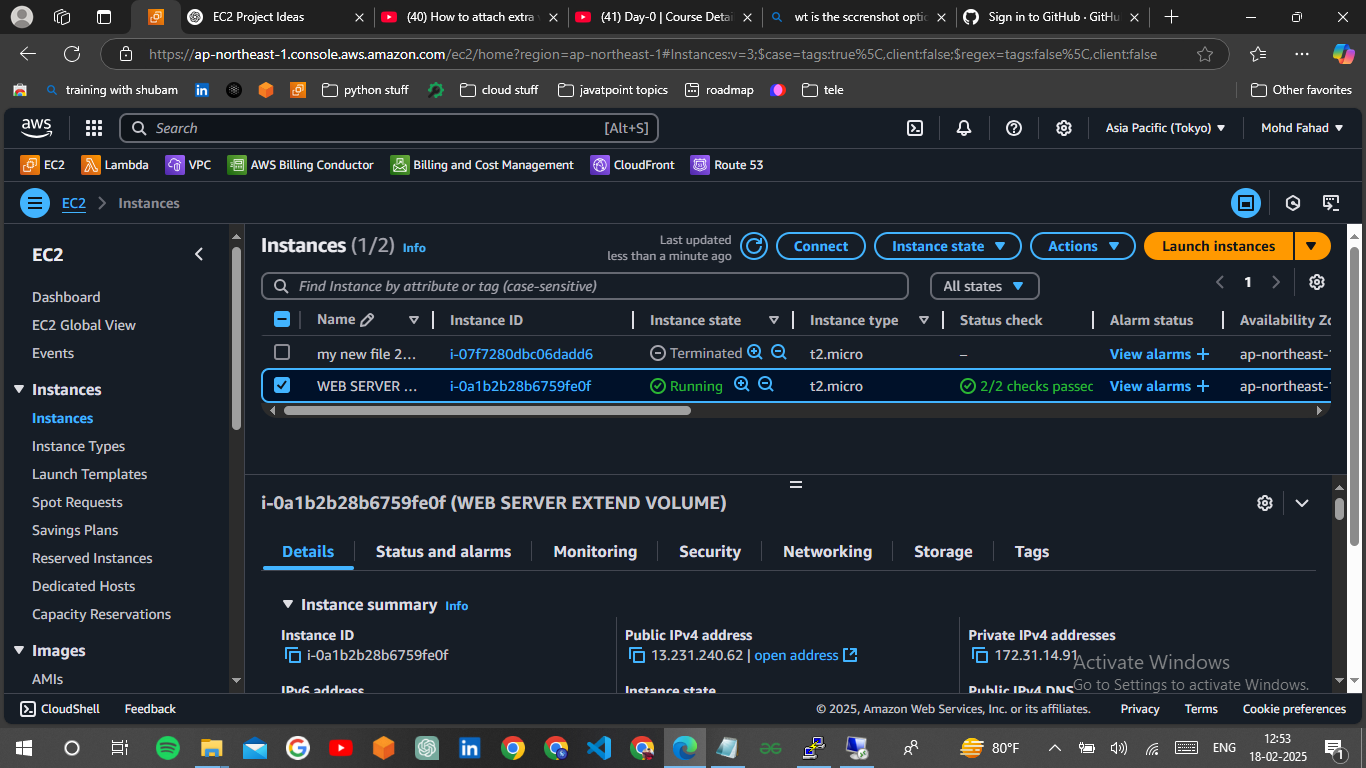 EC2 Project Ideas
(40) How to attach extra
(41) Day-0 | Course Detai
wt is the sccrenshot optic
Sign in to GitHub · GitHu
https://ap-northeast-1.console.aws.amazon.com/ec2/home?region=ap-northeast-1#Instances:v=3;$case=tags:true%5C,client:false;$regex=tags:false%5C,client:false
training with shubam
python stuff
cloud stuff
javatpoint topics
roadmap
tele
Other favorites
aws
Search
[Alt+S]
Asia Pacific (Tokyo)
Mohd Fahad
EC2
Lambda
VPC
AWS Billing Conductor
Billing and Cost Management
CloudFront
Route 53
EC2 > Instances
EC2
Dashboard
EC2 Global View
Events
Instances
Instances
Instance Types
Launch Templates
Spot Requests
Savings Plans
Reserved Instances
Dedicated Hosts
Capacity Reservations
Images
AMIs
Instances (1/2) Info
Last updated
less than a minute ago
Connect
Instance state
Actions
Launch instances
Find Instance by attribute or tag (case-sensitive)
All states
1
Name Instance ID Instance state Instance type Status check Alarm status Availability Zo
my new file 2... i-07f7280dbc06dadd6 Terminated t2.micro – View alarms + ap-northeast-1
WEB SERVER ... i-0a1b2b28b6759fe0f Running t2.micro 2/2 checks passed View alarms + ap-northeast-1
i-0a1b2b28b6759fe0f (WEB SERVER EXTEND VOLUME)
Details
Status and alarms
Monitoring
Security
Networking
Storage
Tags
Instance summary Info
Instance ID
i-0a1b2b28b6759fe0f
Public IPv4 address
13.231.240.62 | open address
Private IPv4 addresses
172.31.14.91
IPv6 address
Instance state
Public IPv4 DNS
Activate Windows
Go to Settings to activate Windows.
CloudShell
Feedback
© 2025, Amazon Web Services, Inc. or its affiliates.
Privacy
Terms
Cookie preferences
80°F
ENG
12:53
18-02-2025
1